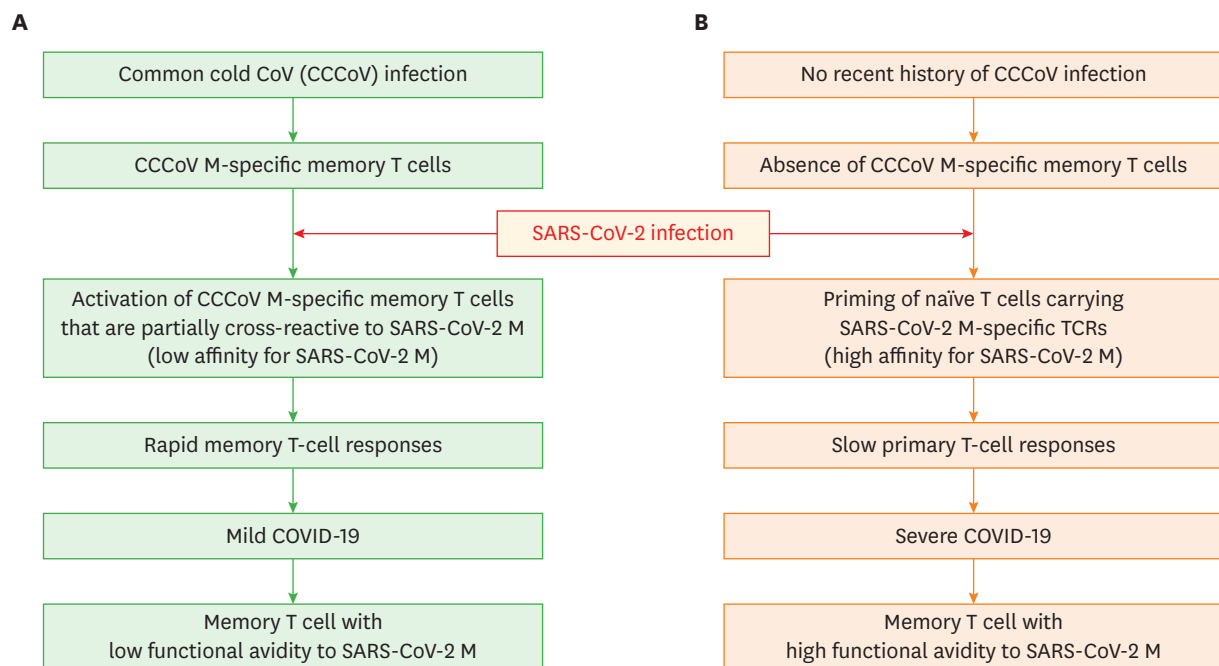 A
Common cold CoV (CCCoV) infection
CCCoV M-specific memory T cells
Activation of CCCoV M-specific memory T cells
that are partially cross-reactive to SARS-CoV-2 M
(low affinity for SARS-CoV-2 M)
Rapid memory T-cell responses
Mild COVID-19
Memory T cell with
low functional avidity to SARS-CoV-2 M
SARS-CoV-2 infection
B
No recent history of CCCoV infection
Absence of CCCoV M-specific memory T cells
Priming of naïve T cells carrying
SARS-CoV-2 M-specific TCRs
(high affinity for SARS-CoV-2 M)
Slow primary T-cell responses
Severe COVID-19
Memory T cell with
high functional avidity to SARS-CoV-2 M